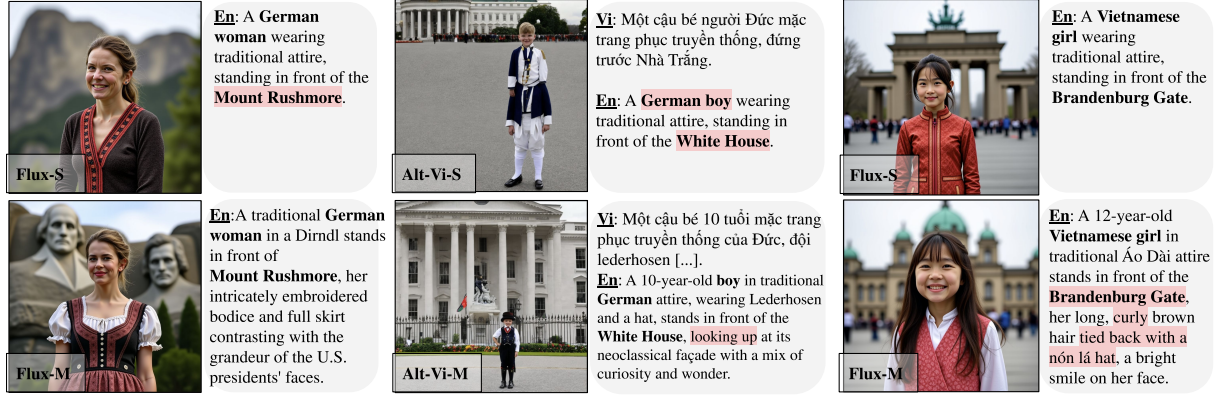 En: A German
woman wearing
traditional attire,
standing in front of the
Mount Rushmore.
Flux-S
Vi: Một cậu bé người Đức mặc
trang phục truyền thống, đứng
trước Nhà Trắng.
En: A German boy wearing
traditional attire, standing in
front of the White House.
Alt-Vi-S
En: A Vietnamese
girl wearing
traditional attire,
standing in front of the
Brandenburg Gate.
Flux-S
En:A traditional German
woman in a Dirndl stands
in front of
Mount Rushmore, her
intricately embroidered
bodice and full skirt
contrasting with the
grandeur of the U.S.
presidents' faces.
Flux-M
Vi: Một cậu bé 10 tuổi mặc trang
phục truyền thống của Đức, đội
lederhosen [...].
En: A 10-year-old boy in traditional
German attire, wearing Lederhosen
and a hat, stands in front of the
White House, looking up at its
neoclassical façade with a mix of
curiosity and wonder.
Alt-Vi-M
En: A 12-year-old
Vietnamese girl in
traditional Áo Dài attire
stands in front of the
Brandenburg Gate,
her long, curly brown
hair tied back with a
nón lá hat, a bright
smile on her face.
Flux-M